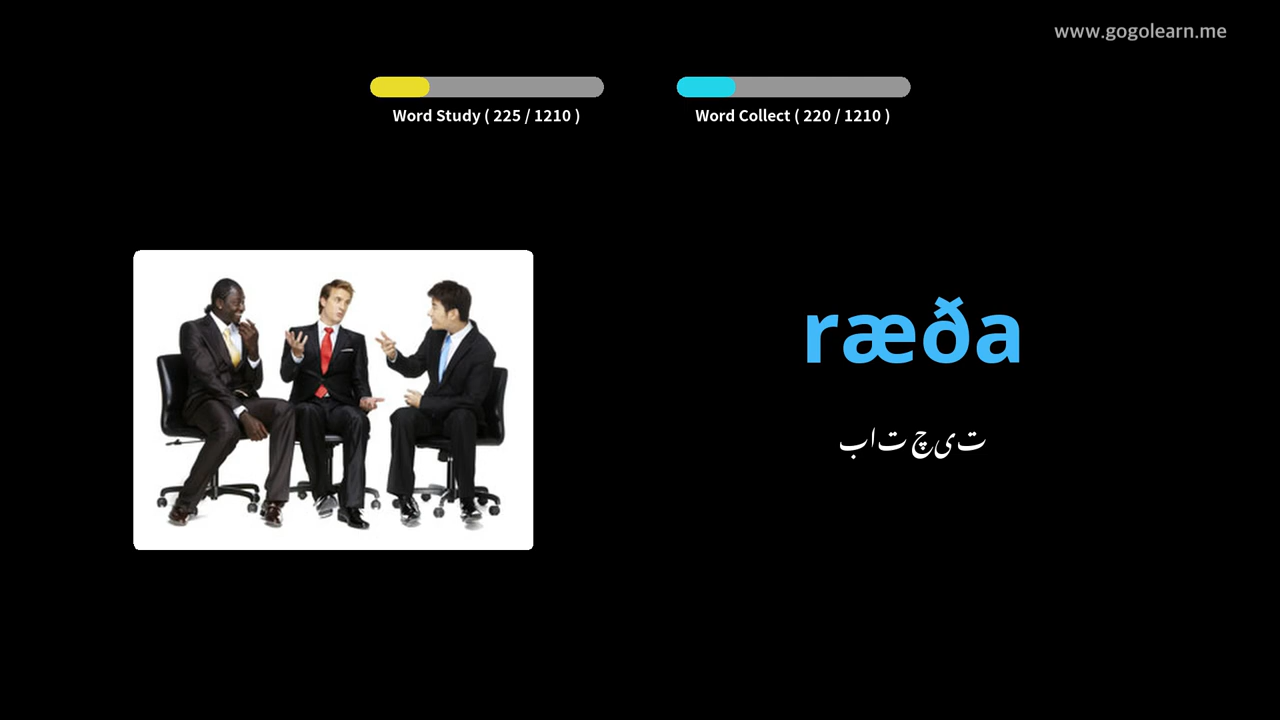 www.gogolearn.me
Word Study ( 225 / 1210 )
Word Collect ( 220 / 1210 )
ræða
بات چیت